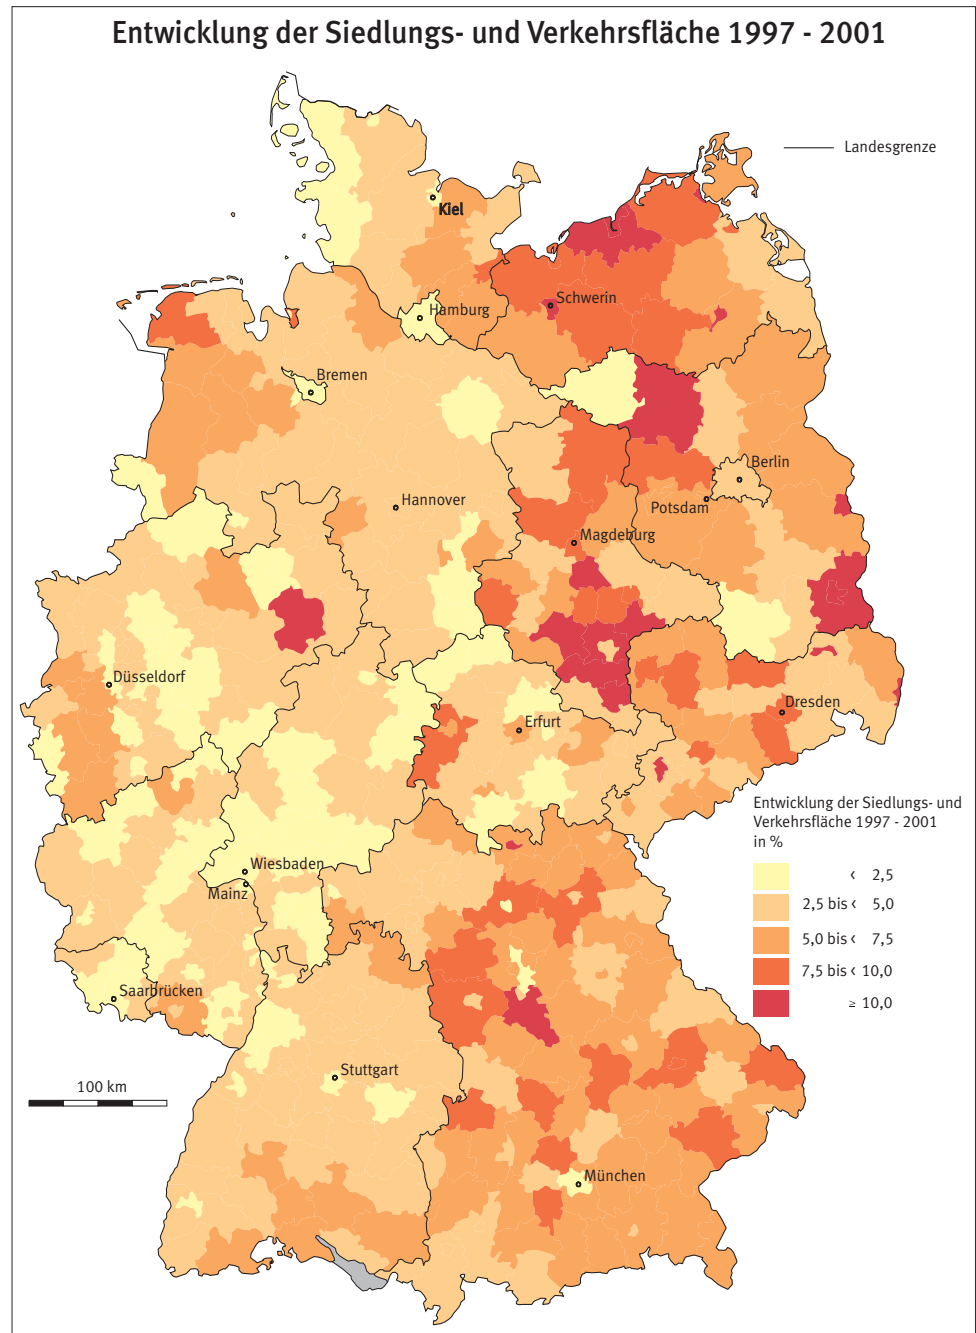 Entwicklung der Siedlungs- und Verkehrsfläche 1997 - 2001
Landesgrenze
Kiel
Schwerin
Hamburg
Bremen
Berlin
Hannover
Potsdam
Magdeburg
Düsseldorf
Dresden
Erfurt
Entwicklung der Siedlungs- und
Verkehrsfläche 1997 - 2001
in %
< 2,5
2,5 bis < 5,0
5,0 bis < 7,5
7,5 bis < 10,0
≥ 10,0
Wiesbaden
Mainz
Saarbrücken
Stuttgart
100 km
München